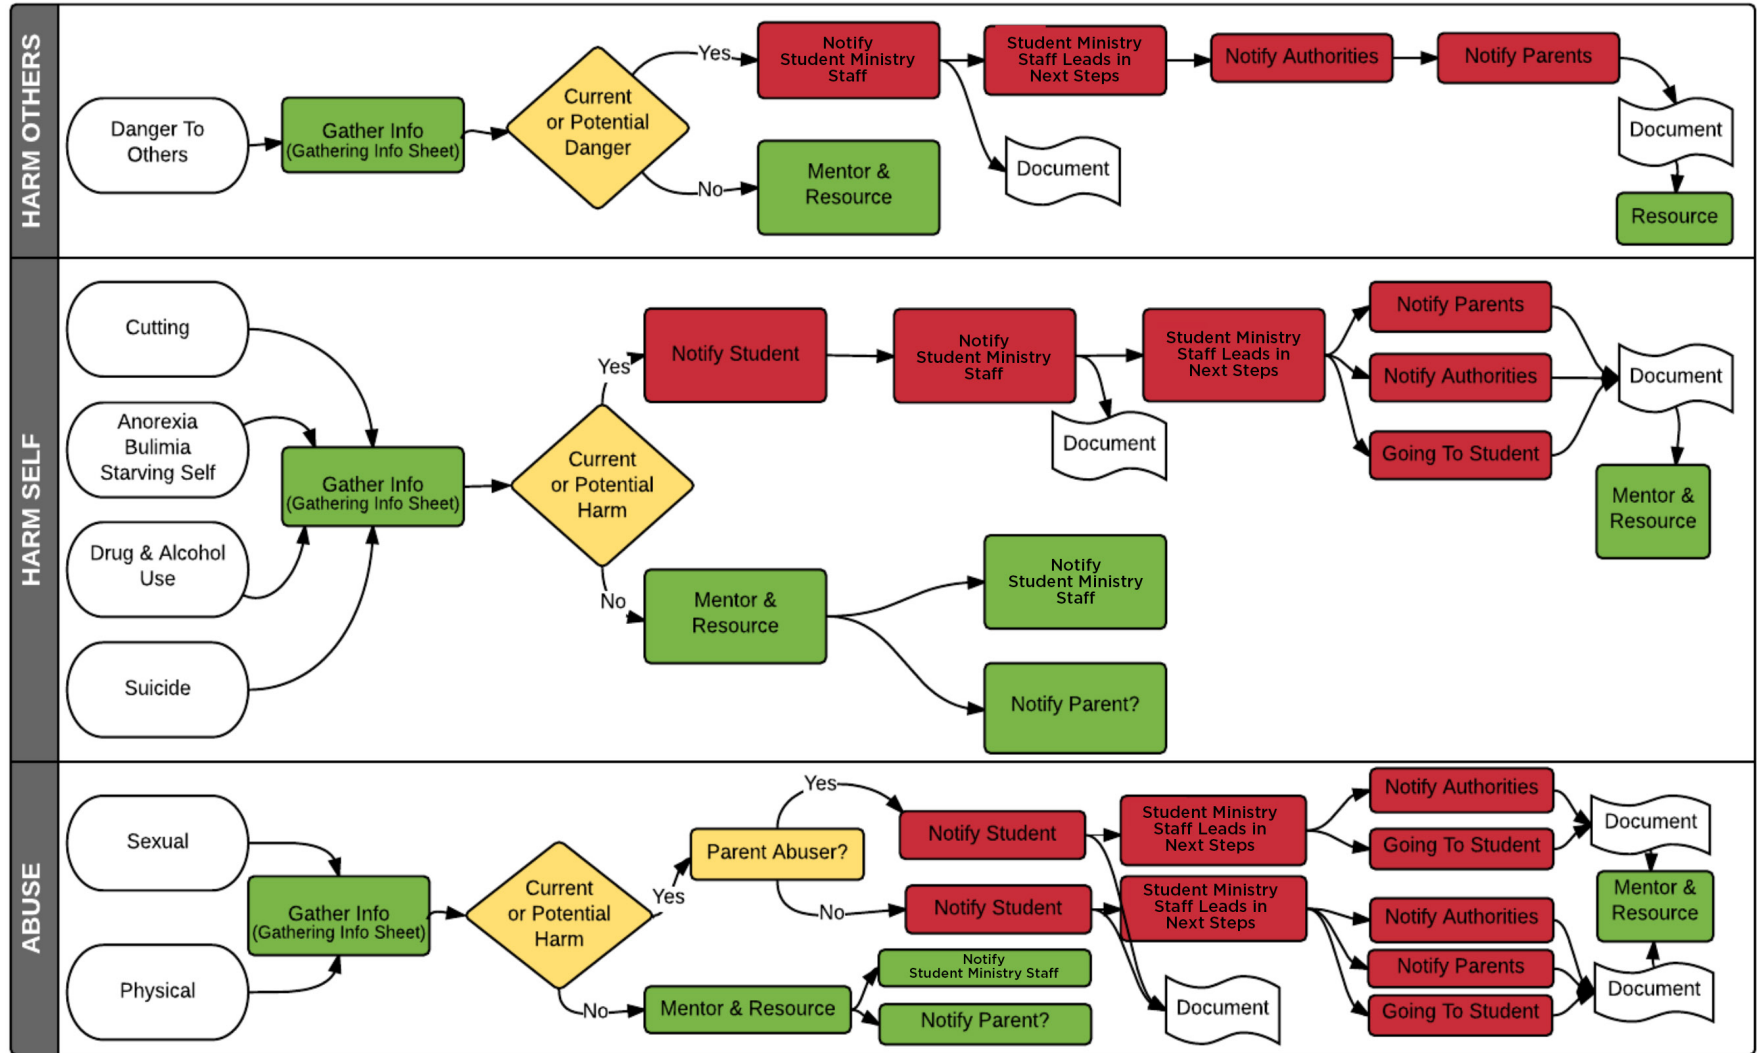 HARM OTHERS
Danger To
Others
Gather Info
(Gathering Info Sheet)
Current
or Potential
Danger
Yes
No
Notify
Student Ministry
Staff
Mentor &
Resource
Document
Student Ministry
Staff Leads in
Next Steps
Notify Authorities
Notify Parents
Document
Resource
HARM SELF
Cutting
Anorexia
Bulimia
Starving Self
Drug & Alcohol
Use
Suicide
Gather Info
(Gathering Info Sheet)
Current
or Potential
Harm
Yes
No
Notify Student
Notify
Student Ministry
Staff
Document
Student Ministry
Staff Leads in
Next Steps
Notify Parents
Notify Authorities
Going To Student
Document
Mentor &
Resource
Mentor &
Resource
Notify
Student Ministry
Staff
Notify Parent?
ABUSE
Sexual
Physical
Gather Info
(Gathering Info Sheet)
Current
or Potential
Harm
Yes
No
Parent Abuser?
Yes
No
Notify Student
Student Ministry
Staff Leads in
Next Steps
Notify Authorities
Going To Student
Document
Mentor &
Resource
Notify Student
Student Ministry
Staff Leads in
Next Steps
Notify Authorities
Notify Parents
Going To Student
Document
Document
Mentor & Resource
Notify
Student Ministry Staff
Notify Parent?